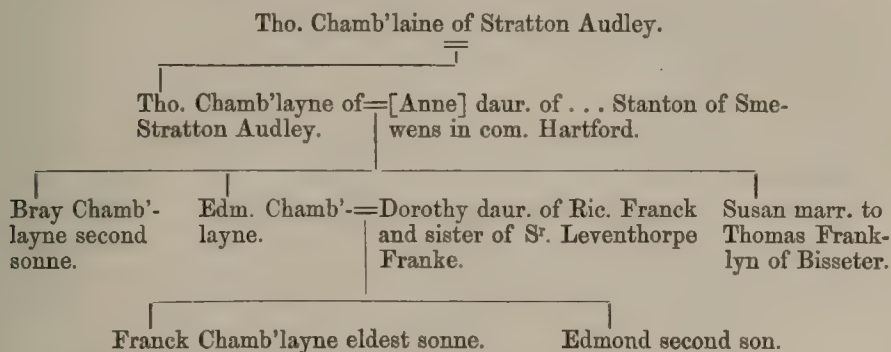 Tho. Chamb'laine of Stratton Audley.
Tho. Chamb'layne of=[Anne] daur. of . . . Stanton of Sme-
Stratton Audley. wens in com. Hartford.
Bray Chamb'-
layne second
sonne.
Edm. Chamb'-=
layne.
Dorothy daur. of Ric. Franck
and sister of Sr. Leventhorpe
Franke.
Susan marr. to
Thomas Frank-
lyn of Bisseter.
Franck Chamb'layne eldest sonne.
Edmond second son.